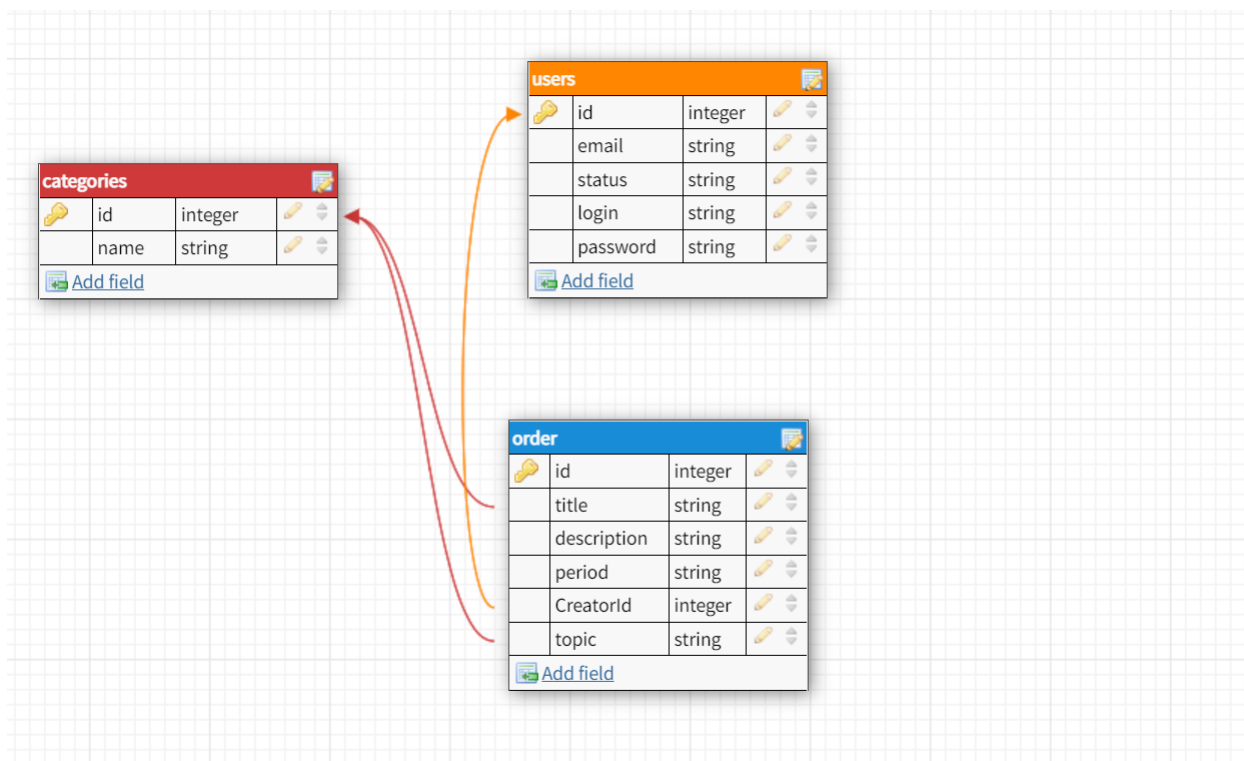 users
id integer
email string
status string
login string
password string
Add field
categories
id integer
name string
Add field
order
id integer
title string
description string
period string
CreatorId integer
topic string
Add field